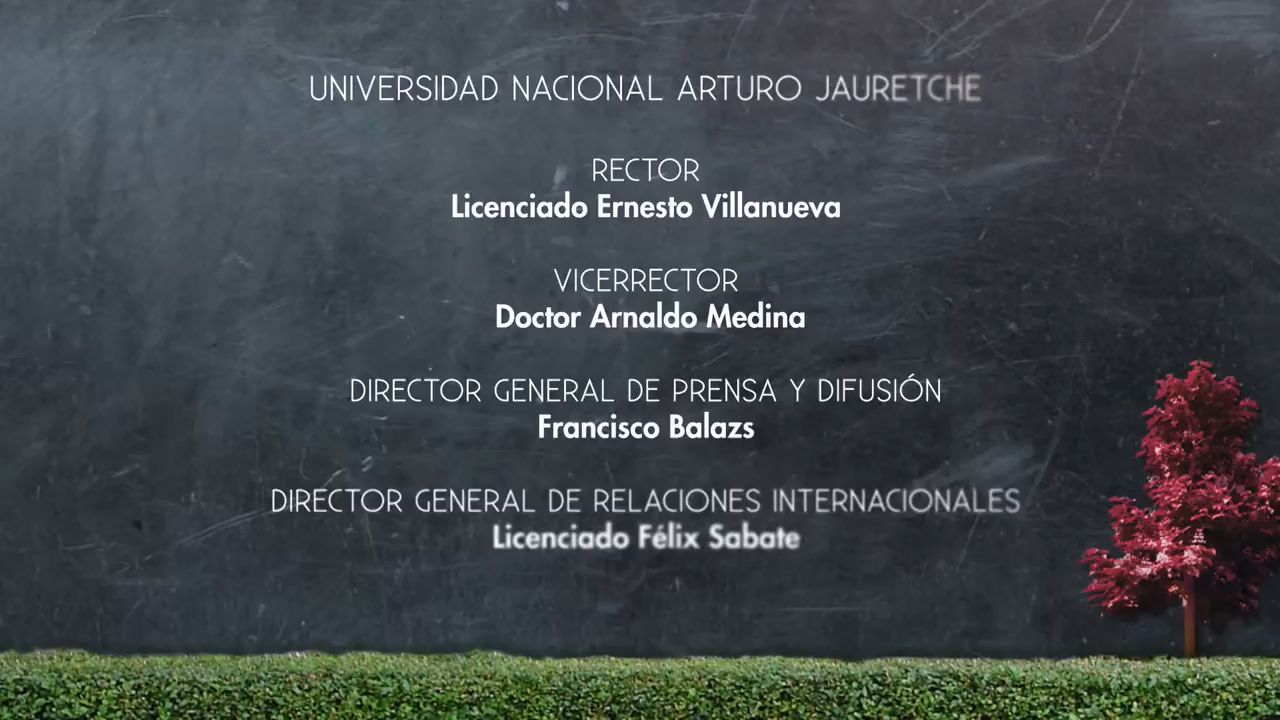 UNIVERSIDAD NACIONAL ARTURO JAURETCHE
RECTOR
Licenciado Ernesto Villanueva
VICERRECTOR
Doctor Arnaldo Medina
DIRECTOR GENERAL DE PRENSA Y DIFUSIÓN
Francisco Balazs
DIRECTOR GENERAL DE RELACIONES INTERNACIONALES
Licenciado Félix Sabate